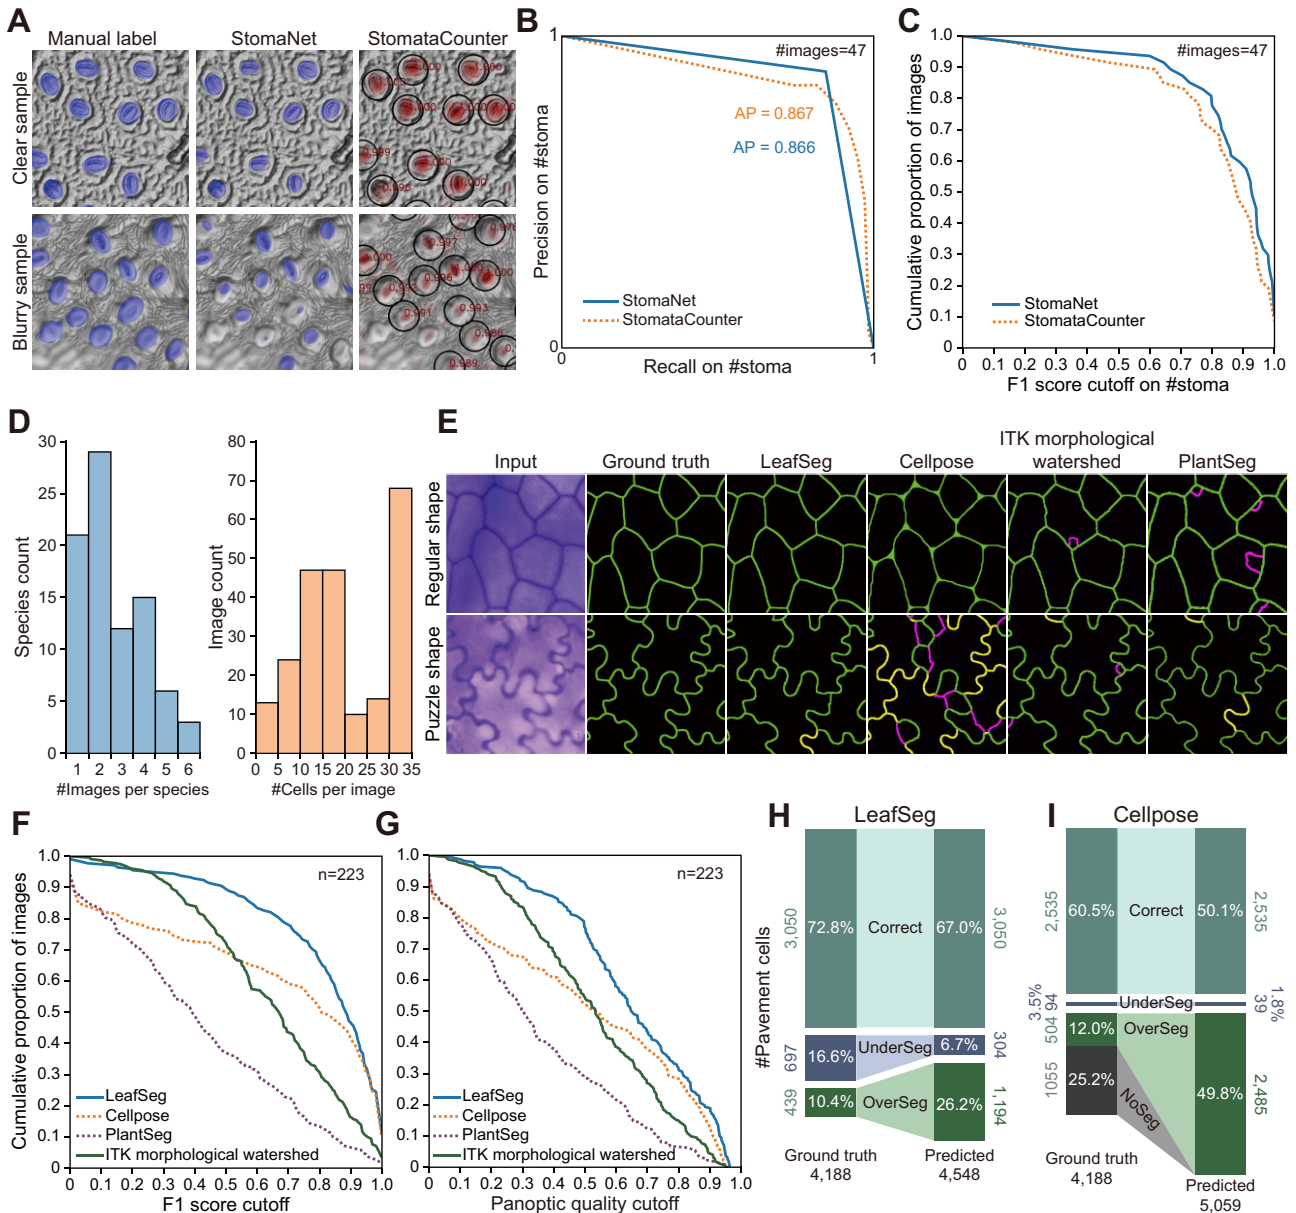 A
Manual label
StomaNet
StomataCounter
Clear sample
Blurry sample
B
#images=47
AP = 0.867
AP = 0.866
StomaNet
StomataCounter
Precision on #stoma
Recall on #stoma
1
0
0
1
C
#images=47
StomaNet
StomataCounter
Cumulative proportion of images
F1 score cutoff on #stoma
1.0
0.9
0.8
0.7
0.6
0.5
0.4
0.3
0.2
0.1
0
0 0.1 0.2 0.3 0.4 0.5 0.6 0.7 0.8 0.9 1.0
D
Species count
30
25
20
15
10
5
0
1 2 3 4 5 6
#Images per species
Image count
80
70
60
50
40
30
20
10
0
0 5 10 15 20 25 30 35
#Cells per image
E
Input
Ground truth
LeafSeg
Cellpose
ITK morphological
watershed
PlantSeg
Regular shape
Puzzle shape
F
n=223
LeafSeg
Cellpose
PlantSeg
ITK morphological watershed
Cumulative proportion of images
1.0
0.9
0.8
0.7
0.6
0.5
0.4
0.3
0.2
0.1
0
0 0.1 0.2 0.3 0.4 0.5 0.6 0.7 0.8 0.9 1.0
F1 score cutoff
G
n=223
LeafSeg
Cellpose
PlantSeg
ITK morphological watershed
1.0
0.9
0.8
0.7
0.6
0.5
0.4
0.3
0.2
0.1
0
0 0.1 0.2 0.3 0.4 0.5 0.6 0.7 0.8 0.9 1.0
Panoptic quality cutoff
H
LeafSeg
#Pavement cells
3,050
72.8%
Correct
67.0%
3,050
697
16.6%
UnderSeg
6.7%
304
439
10.4%
OverSeg
26.2%
1,194
Ground truth
4,188
Predicted
4,548
I
Cellpose
2,535
60.5%
Correct
50.1%
2,535
3.5%
94
UnderSeg
39
1.8%
504
12.0%
OverSeg
1055
25.2%
NoSeg
49.8%
2,485
Ground truth
4,188
Predicted
5,059